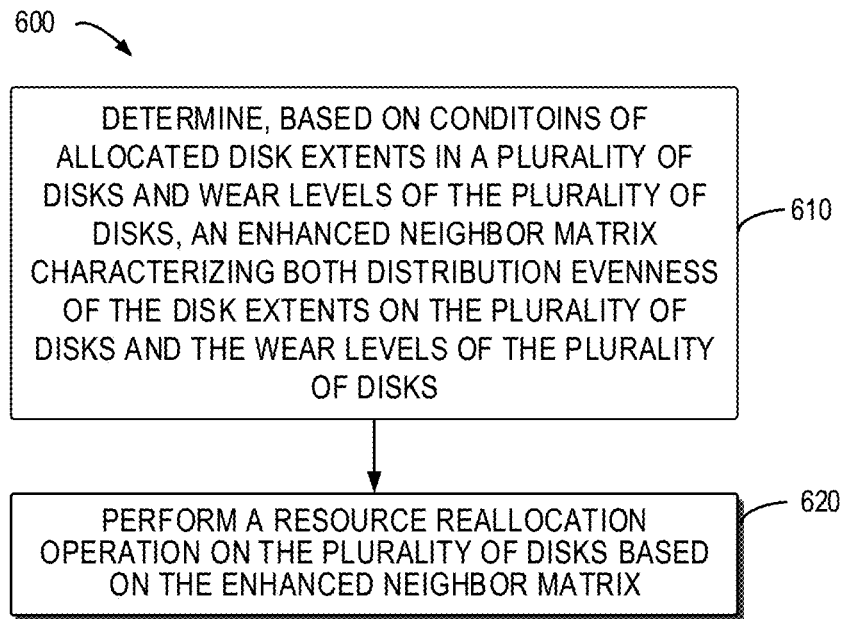 600
DETERMINE, BASED ON CONDITOINS OF
ALLOCATED DISK EXTENTS IN A PLURALITY OF
DISKS AND WEAR LEVELS OF THE PLURALITY OF
DISKS, AN ENHANCED NEIGHBOR MATRIX
CHARACTERIZING BOTH DISTRIBUTION EVENNESS
OF THE DISK EXTENTS ON THE PLURALITY OF
DISKS AND THE WEAR LEVELS OF THE PLURALITY
OF DISKS
610
PERFORM A RESOURCE REALLOCATION
OPERATION ON THE PLURALITY OF DISKS BASED
ON THE ENHANCED NEIGHBOR MATRIX
620